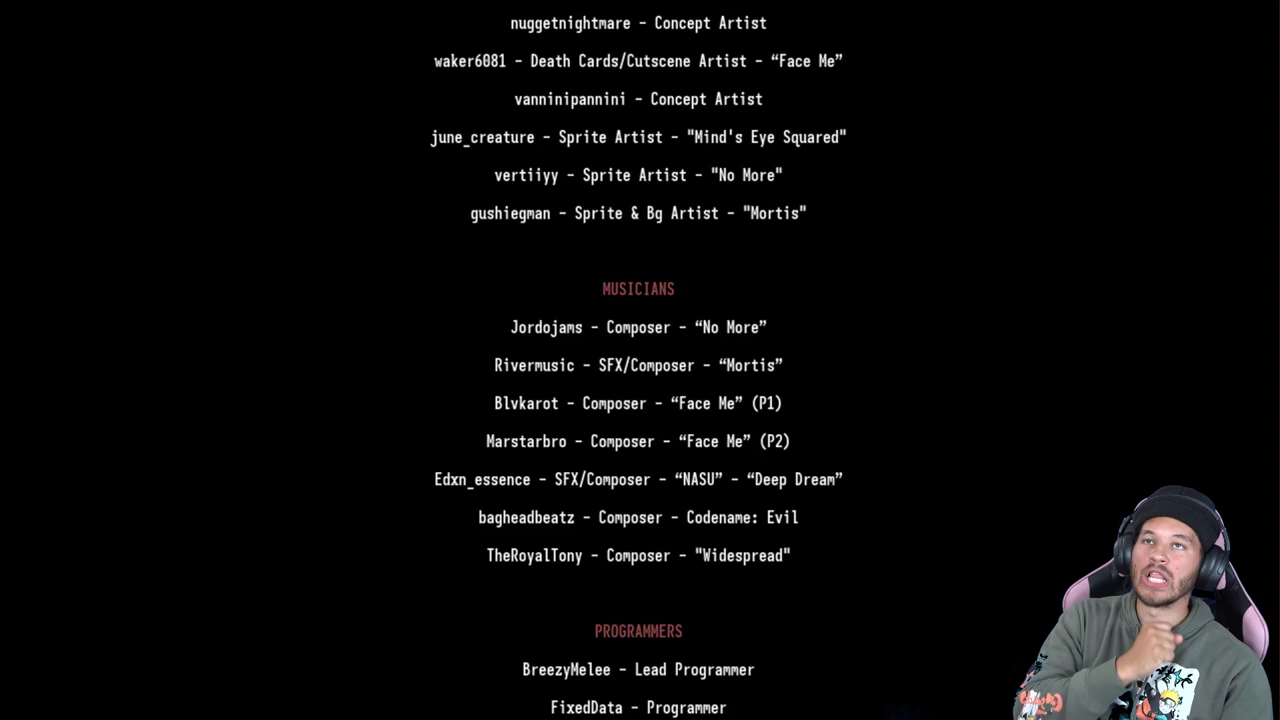 nuggetnightmare - Concept Artist
waker6081 - Death Cards/Cutscene Artist - “Face Me”
vanninipannini - Concept Artist
june_creature - Sprite Artist - "Mind's Eye Squared"
vertiiyy - Sprite Artist - "No More"
gushiegman - Sprite & Bg Artist - "Mortis"
MUSICIANS
Jordojams - Composer - “No More”
Rivermusic - SFX/Composer - “Mortis”
Blvkarot - Composer - “Face Me” (P1)
Marstarbro - Composer - “Face Me” (P2)
Edxn_essence - SFX/Composer - “NASU” - “Deep Dream”
bagheadbeatz - Composer - Codename: Evil
TheRoyalTony - Composer - "Widespread"
PROGRAMMERS
BreezyMelee - Lead Programmer
FixedData - Programmer